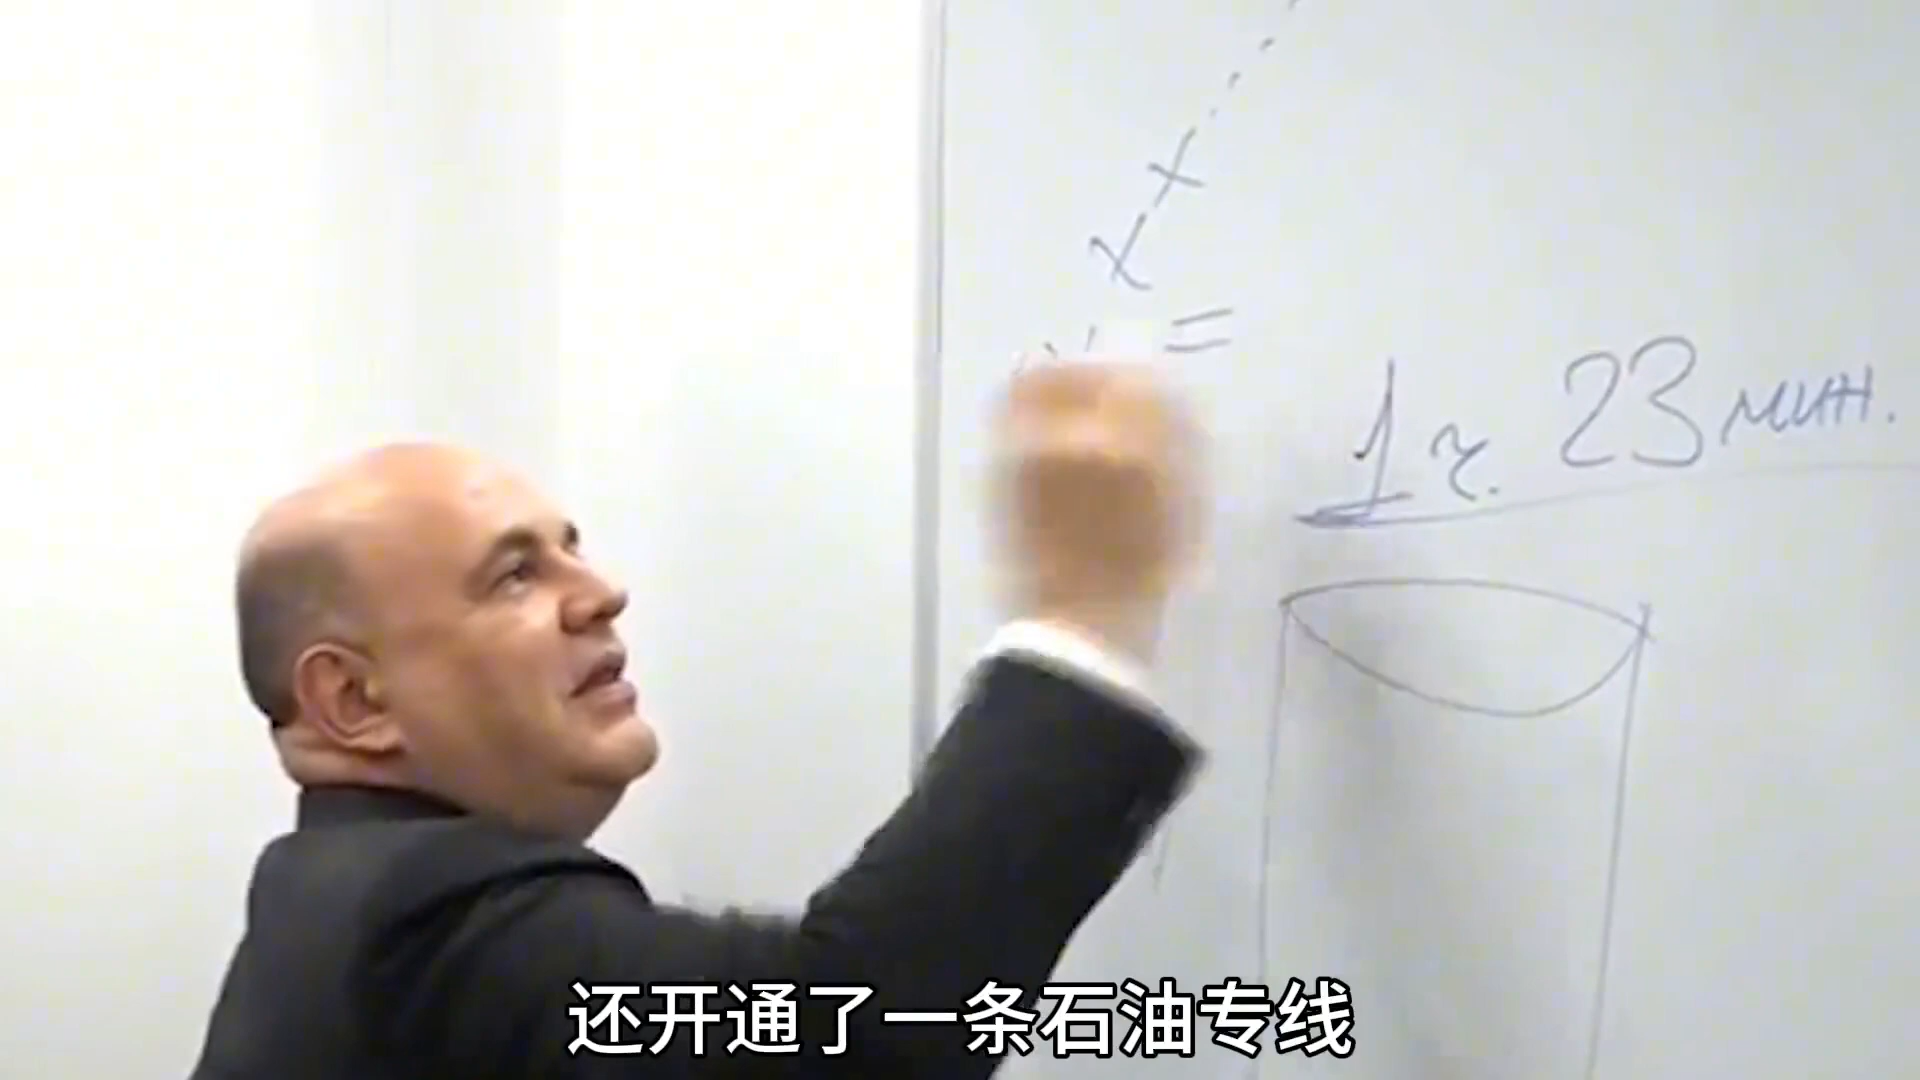 x
x
=
1 ч. 23 мин.
还开通了一条石油专线